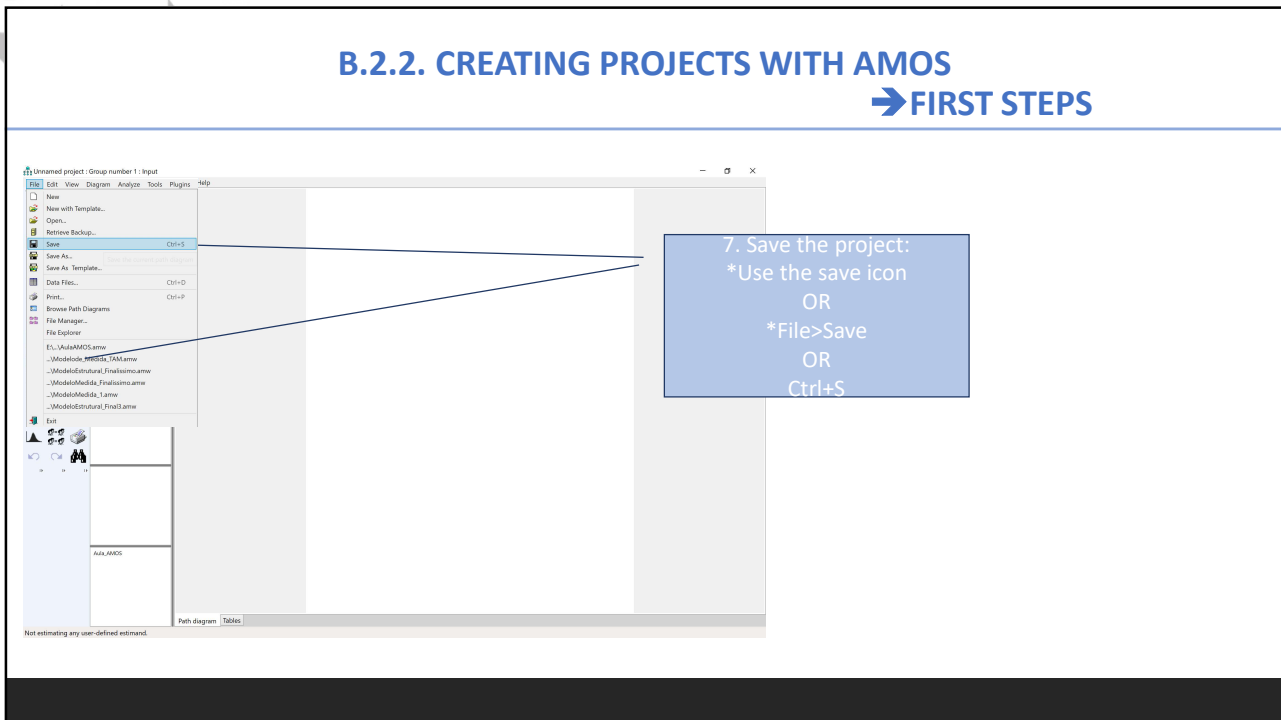 B.2.2. CREATING PROJECTS WITH AMOS
➔FIRST STEPS
Unnamed project : Group number 1 : Input
File Edit View Diagram Analyze Tools Plugins Help
New
New with Template...
Open...
Retrieve Backup...
Save Ctrl+S
Save As...
Save As Template...
Data Files... Ctrl+D
Print... Ctrl+P
Browse Path Diagrams
File Manager...
File Explorer
E:\...\AulaAMOS.amw
...\Modelode_Medida_TAM.amw
...\ModeloEstrutural_Finalissimo.amw
...\ModeloMedida_Finalissimo.amw
...\ModeloMedida_1.amw
...\ModeloEstrutural_Final3.amw
Exit
Aula_AMOS
Path diagram Tables
Not estimating any user-defined estimand.
7. Save the project:
*Use the save icon
OR
*File>Save
OR
Ctrl+S